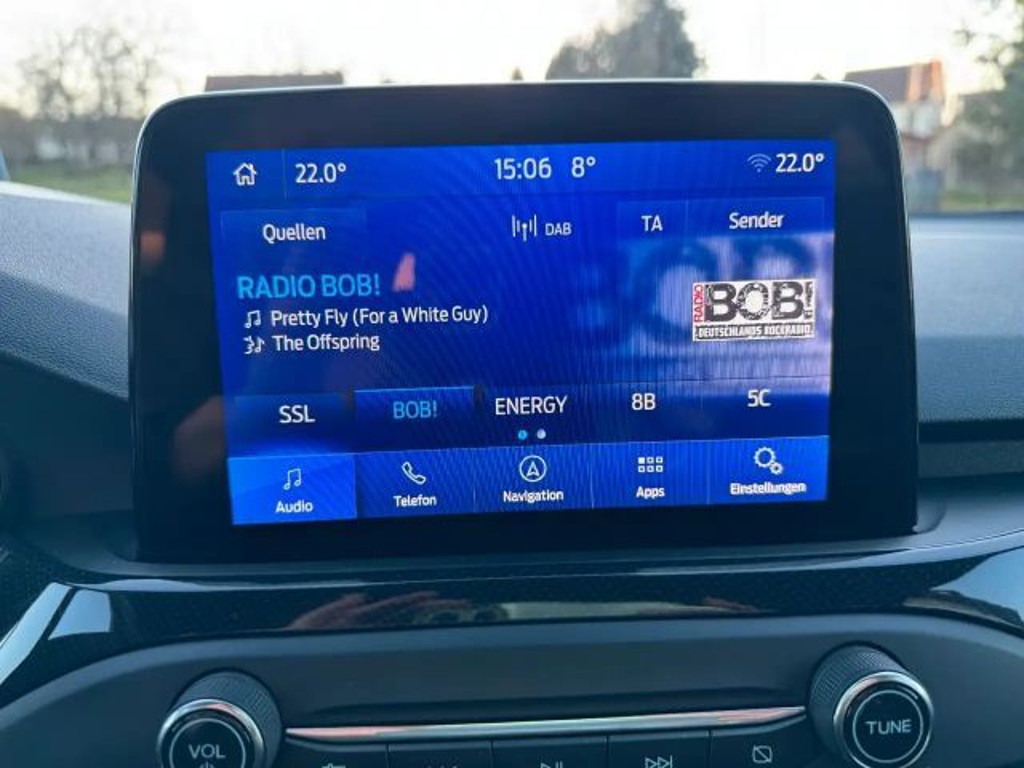 22.0° 15:06 8° 22.0°
Quellen DAB TA Sender
RADIO BOB!
Pretty Fly (For a White Guy)
The Offspring
RADIO BOB!
DEUTSCHLANDS ROCKRADIO
SSL BOB! ENERGY 8B 5C
Audio Telefon Navigation Apps Einstellungen
VOL TUNE